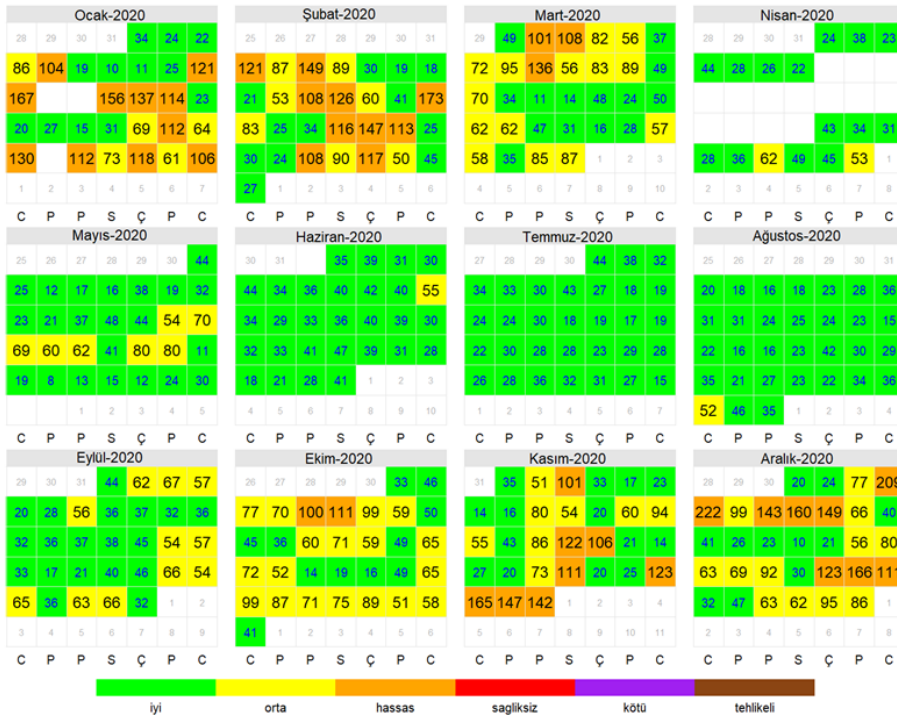 Ocak-2020 Şubat-2020 Mart-2020 Nisan-2020
28 29 30 31 34 24 22 25 26 27 28 29 30 31 29 49 101 108 82 56 37 28 29 30 31 24 38 23
86 104 19 10 11 25 121 121 87 149 89 30 19 18 72 95 136 56 83 89 49 44 28 26 22
167 156 137 114 23 21 53 108 126 60 41 173 70 34 11 14 48 24 50
20 27 15 31 69 112 64 83 25 34 116 147 113 25 62 62 47 31 16 28 57 43 34 31
130 112 73 118 61 106 30 24 108 90 117 50 45 58 35 85 87 1 2 3 28 36 62 49 45 53 1
1 2 3 4 5 6 7 27 1 2 3 4 5 6 4 5 6 7 8 9 10 2 3 4 5 6 7 8
C P P S Ç P C C P P S Ç P C C P P S Ç P C C P P S Ç P C
Mayıs-2020 Haziran-2020 Temmuz-2020 Ağustos-2020
25 26 27 28 29 30 44 30 31 35 39 31 30 27 28 29 30 44 38 32 25 26 27 28 29 30 31
25 12 17 16 38 19 32 44 34 36 40 42 40 55 34 33 30 43 27 18 19 20 18 16 18 23 28 36
23 21 37 48 44 54 70 34 29 33 36 40 39 30 24 24 30 18 19 17 19 31 31 24 25 24 23 15
69 60 62 41 80 80 11 32 33 41 47 39 31 28 22 30 28 28 23 29 28 22 16 16 23 42 30 29
19 8 13 15 12 24 30 18 21 28 41 1 2 3 26 28 36 32 31 27 15 35 21 27 23 22 34 36
1 2 3 4 5 4 5 6 7 8 9 10 1 2 3 4 5 6 7 52 46 35 1 2 3 4
C P P S Ç P C C P P S Ç P C C P P S Ç P C C P P S Ç P C
Eylül-2020 Ekim-2020 Kasım-2020 Aralık-2020
29 30 31 44 62 67 57 26 27 28 29 30 33 46 31 35 51 101 33 17 23 29 30 20 24 77 209
20 28 56 36 37 32 36 77 70 100 111 99 59 50 14 16 80 54 20 60 94 222 99 143 160 149 66 40
32 36 37 38 45 54 57 45 36 60 71 59 49 65 55 43 86 122 106 21 14 41 26 23 10 21 56 80
33 17 21 40 46 66 54 72 52 14 19 16 49 65 27 20 73 111 20 25 123 63 69 92 30 123 166 111
65 36 63 66 32 1 2 99 87 71 75 89 51 58 165 147 142 1 2 3 4 32 47 63 62 95 86 1
3 4 5 6 7 8 9 41 1 2 3 4 5 6 5 6 7 8 9 10 11 2 3 4 5 6 7 8
C P P S Ç P C C P P S Ç P C C P P S Ç P C C P P S Ç P C
iyi orta hassas sagliksiz kötü tehlikeli